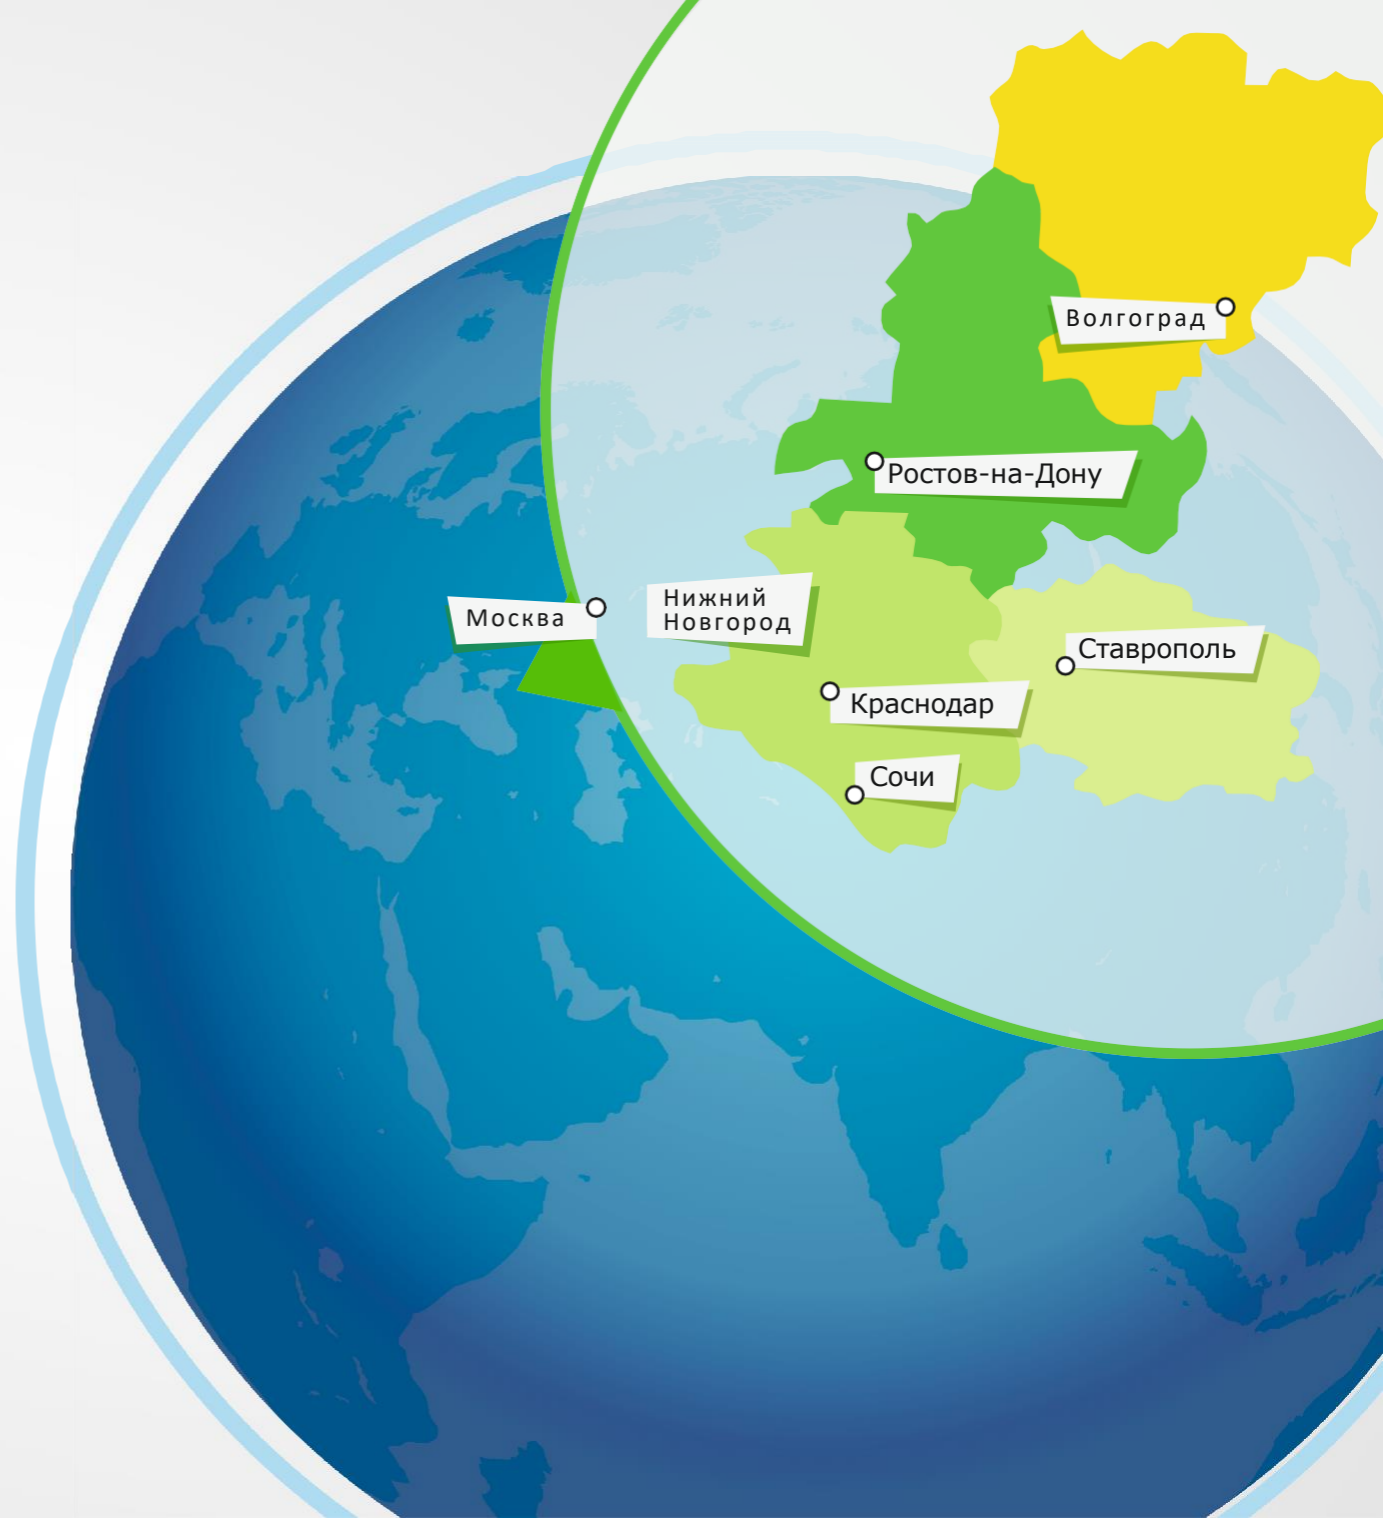 Волгоград
Ростов-на-Дону
Москва
Нижний
Новгород
Ставрополь
Краснодар
Сочи